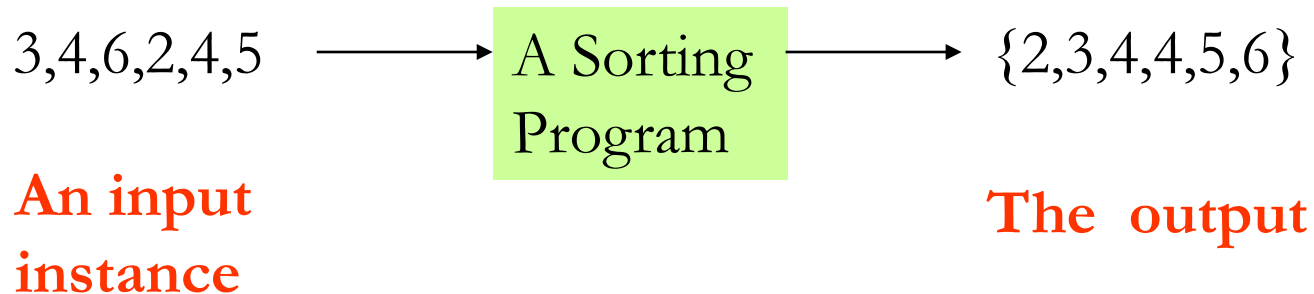 3,4,6,2,4,5
A Sorting
Program
{2,3,4,4,5,6}
An input
instance
The output